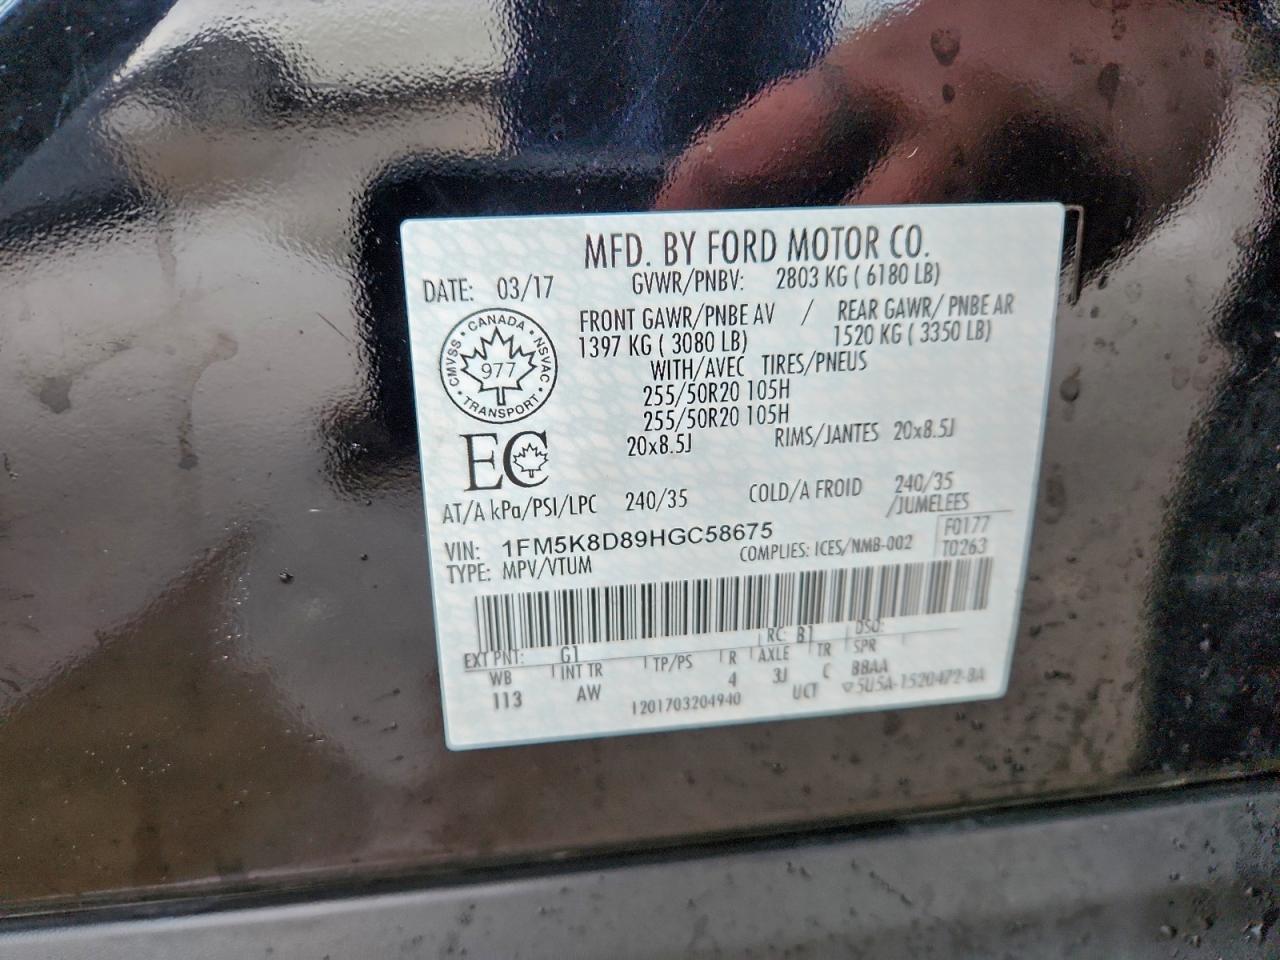 MFD. BY FORD MOTOR CO.
DATE: 03/17 GVWR/PNBV: 2803 KG ( 6180 LB)
FRONT GAWR/PNBE AV / REAR GAWR/ PNBE AR
1397 KG ( 3080 LB) 1520 KG ( 3350 LB)
WITH/AVEC TIRES/PNEUS
255/50R20 105H
255/50R20 105H
20x8.5J RIMS/JANTES 20x8.5J
CMVSS • CANADA • NSVAC • TRANSPORT •
977
EC
AT/A kPa/PSI/LPC 240/35 COLD/A FROID 240/35
/JUMELEES
VIN: 1FM5K8D89HGC58675 F0177
TYPE: MPV/VTUM COMPLIES: ICES/NMB-002 T0263
EXT PNT: G1 RC: B1 DSO:
WB INT TR TP/PS R AXLE TR SPR
113 AW 4 3J C BBAA
1201703204940 UCT 5U5A-1520472-BA